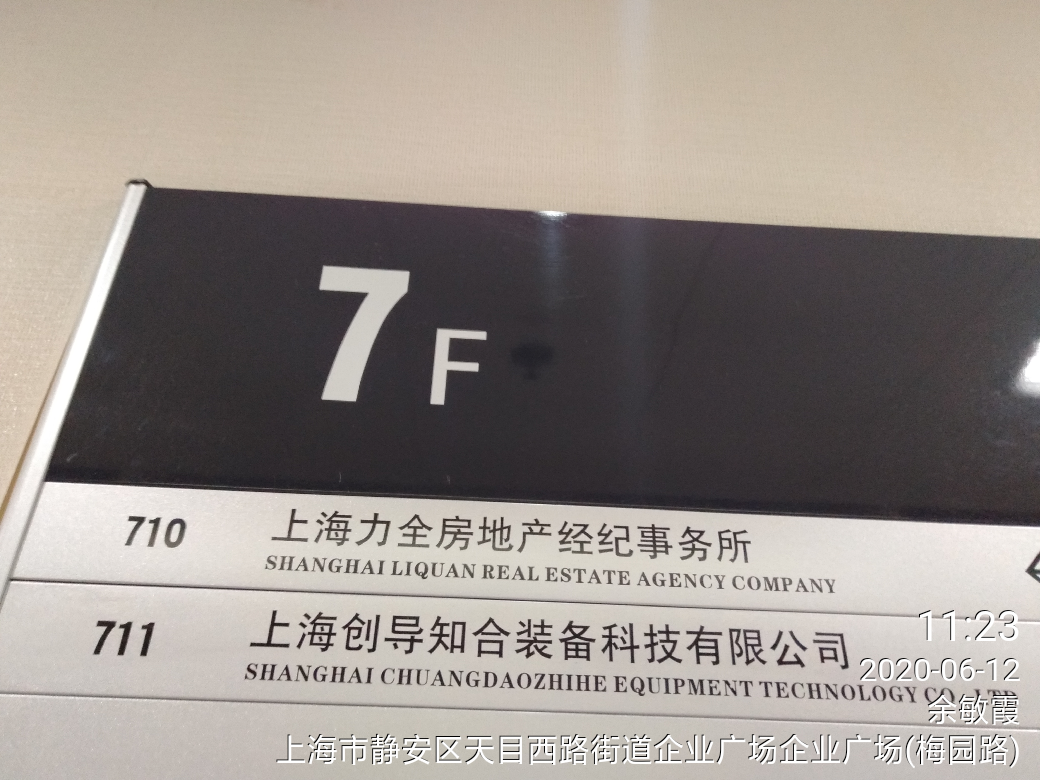 7F
710 上海力全房地产经纪事务所
SHANGHAI LIQUAN REAL ESTATE AGENCY COMPANY
711 上海创导知合装备科技有限公司
SHANGHAI CHUANGDAOZHIHE EQUIPMENT TECHNOLOGY CO., LTD
11:23
2020-06-12
余敏霞
上海市静安区天目西路街道企业广场企业广场(梅园路)